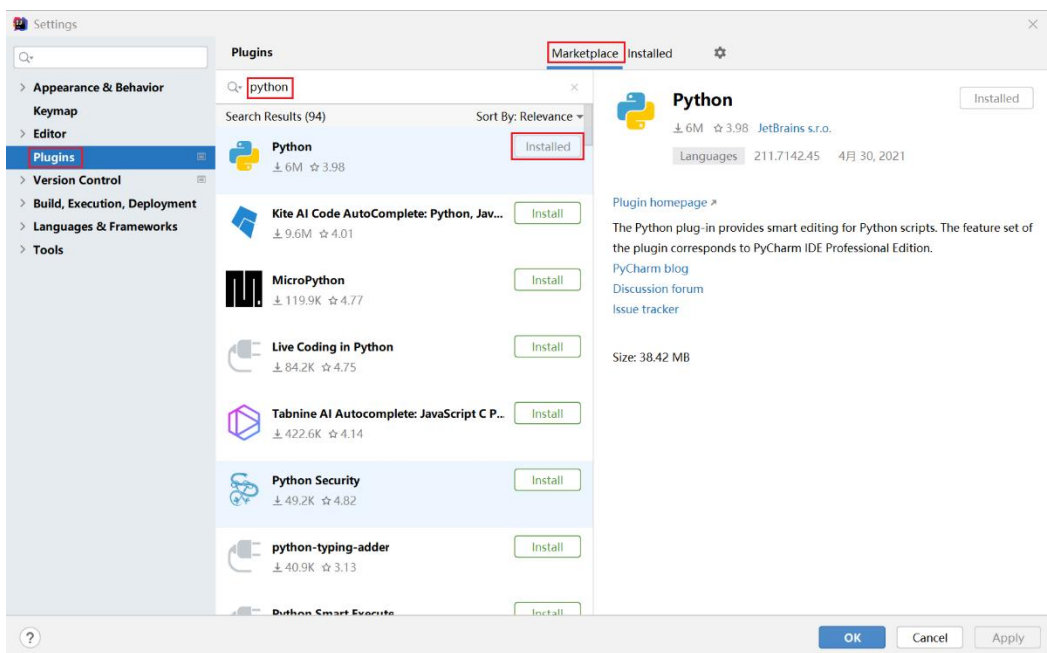 Settings
Appearance & Behavior
Keymap
Editor
Plugins
Version Control
Build, Execution, Deployment
Languages & Frameworks
Tools
Plugins
Marketplace Installed
python
Search Results (94) Sort By: Relevance
Python
6M 3.98
Installed
Kite AI Code AutoComplete: Python, Jav...
9.6M 4.01
Install
MicroPython
119.9K 4.77
Install
Live Coding in Python
84.2K 4.75
Install
Tabnine AI Autocomplete: JavaScript C P...
422.6K 4.14
Install
Python Security
49.2K 4.82
Install
python-typing-adder
40.9K 3.13
Install
Python Smart Execute
Install
Python
Installed
6M 3.98 JetBrains s.r.o.
Languages 211.7142.45 4月 30, 2021
Plugin homepage
The Python plug-in provides smart editing for Python scripts. The feature set of
the plugin corresponds to PyCharm IDE Professional Edition.
PyCharm blog
Discussion forum
Issue tracker
Size: 38.42 MB
?
OK Cancel Apply